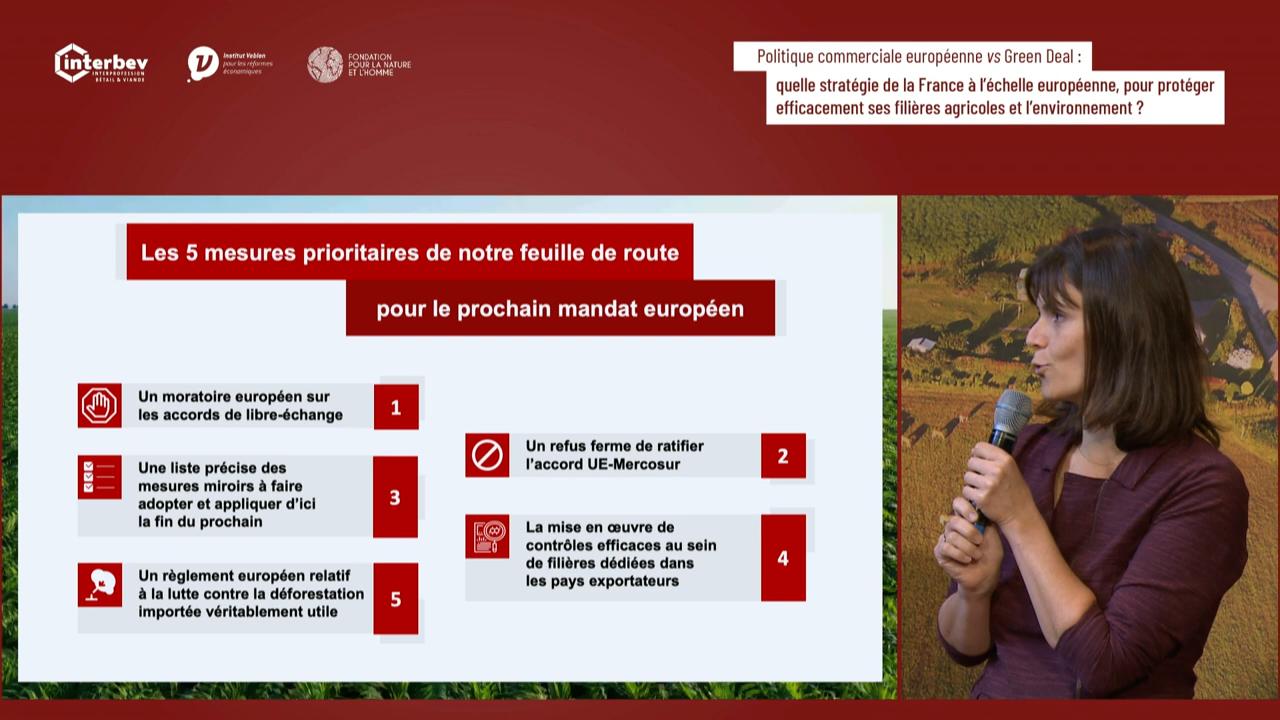 interbev
INTERPROFESSION
BÉTAIL & VIANDE
Institut Veblen
pour les réformes
économiques
FONDATION
POUR LA NATURE
ET L'HOMME
Politique commerciale européenne vs Green Deal :
quelle stratégie de la France à l'échelle européenne, pour protéger
efficacement ses filières agricoles et l'environnement ?
Les 5 mesures prioritaires de notre feuille de route
pour le prochain mandat européen
Un moratoire européen sur
les accords de libre-échange
1
Un refus ferme de ratifier
l'accord UE-Mercosur
2
Une liste précise des
mesures miroirs à faire
adopter et appliquer d'ici
la fin du prochain
3
La mise en œuvre de
contrôles efficaces au sein
de filières dédiées dans
les pays exportateurs
4
Un règlement européen relatif
à la lutte contre la déforestation
importée véritablement utile
5